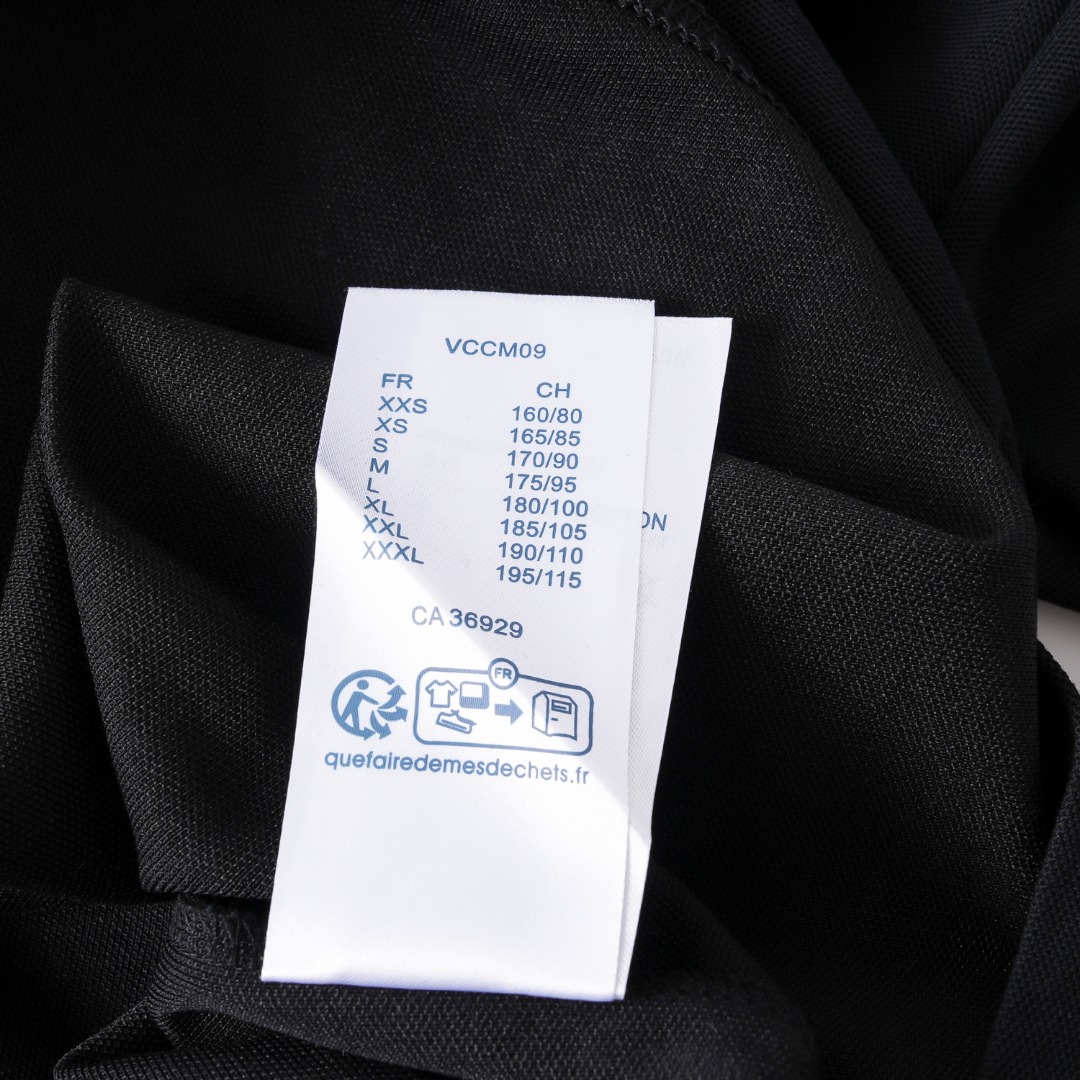 VCCM09
FR CH
XXS 160/80
XS 165/85
S 170/90
M 175/95
L 180/100
XL 185/105
XXL 190/110
XXXL 195/115
CA 36929
FR
quefairedemesdechets.fr